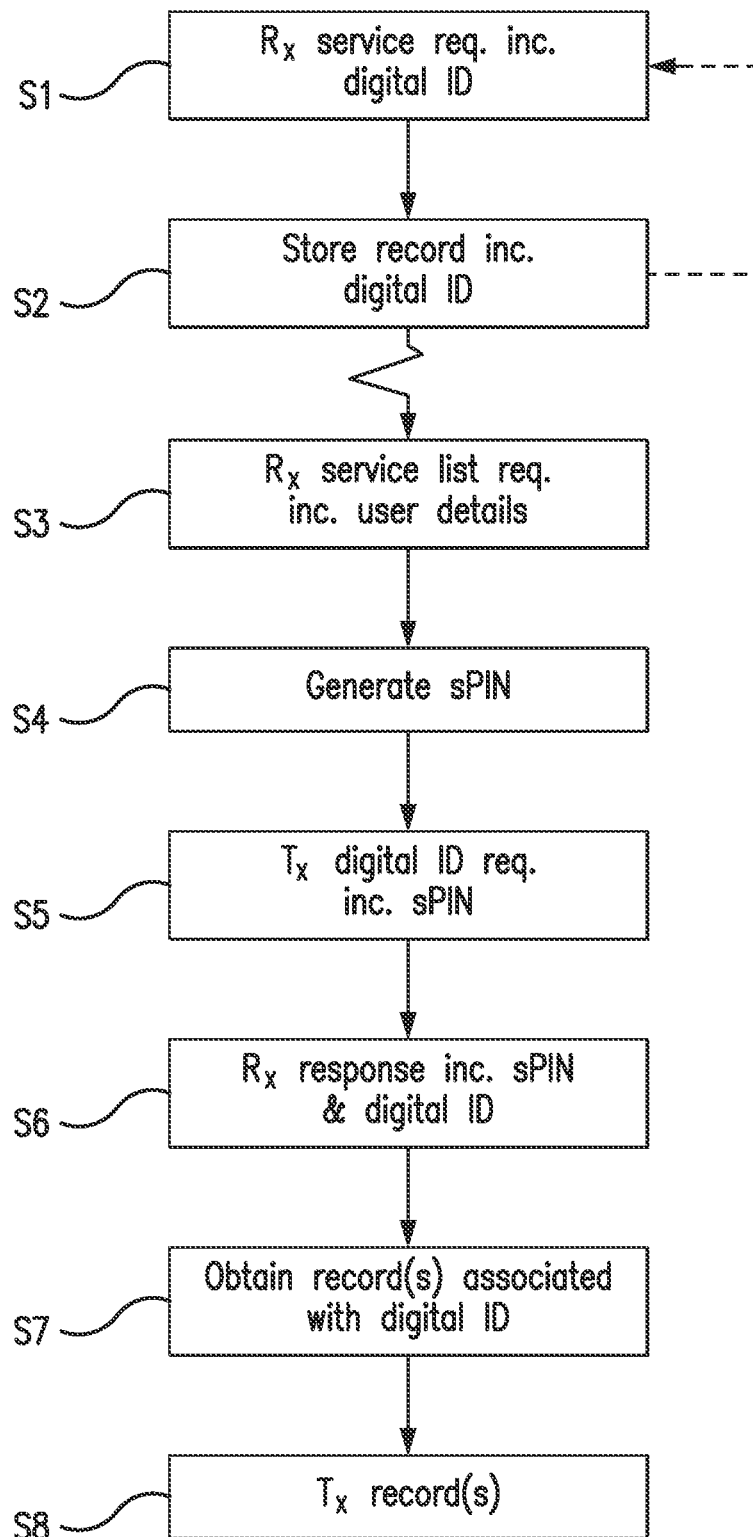 Rx service req. inc.
digital ID
S1
Store record inc.
digital ID
S2
Rx service list req.
inc. user details
S3
Generate sPIN
S4
Tx digital ID req.
inc. sPIN
S5
Rx response inc. sPIN
& digital ID
S6
Obtain record(s) associated
with digital ID
S7
Tx record(s)
S8